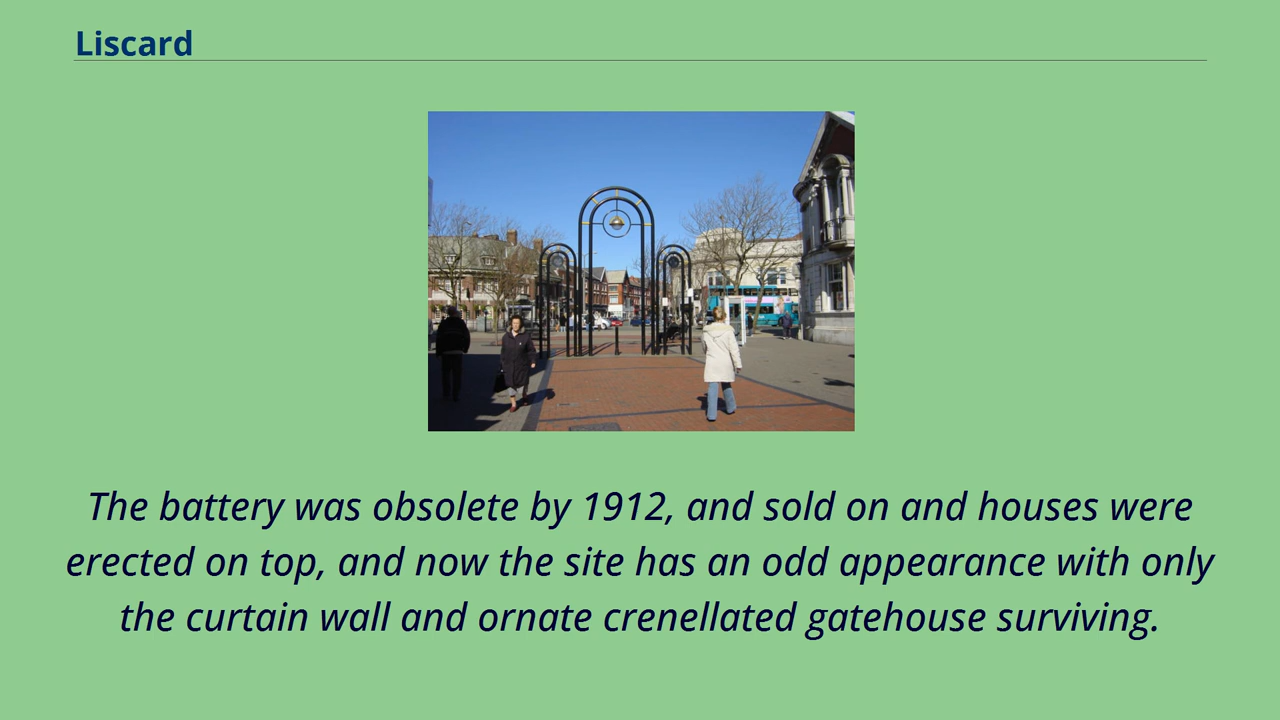 Liscard
The battery was obsolete by 1912, and sold on and houses were
erected on top, and now the site has an odd appearance with only
the curtain wall and ornate crenellated gatehouse surviving.